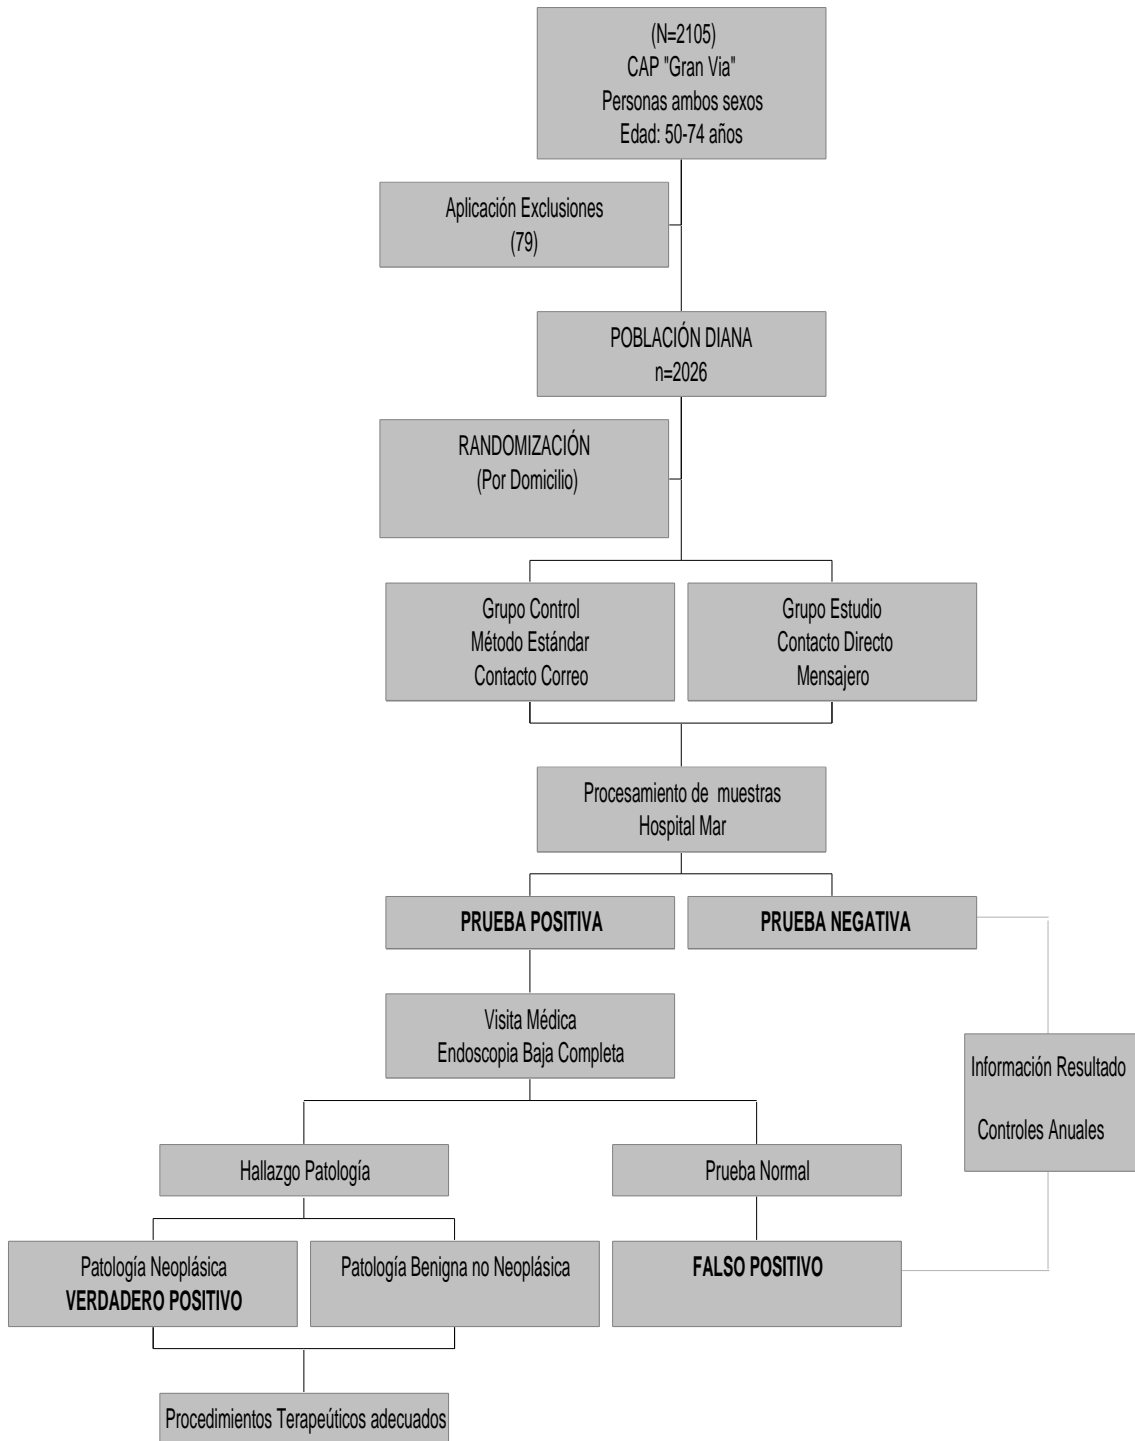 (N=2105)
CAP "Gran Via"
Personas ambos sexos
Edad: 50-74 años
Aplicación Exclusiones
(79)
POBLACIÓN DIANA
n=2026
RANDOMIZACIÓN
(Por Domicilio)
Grupo Control
Método Estándar
Contacto Correo
Grupo Estudio
Contacto Directo
Mensajero
Procesamiento de muestras
Hospital Mar
PRUEBA POSITIVA
PRUEBA NEGATIVA
Visita Médica
Endoscopia Baja Completa
Información Resultado
Controles Anuales
Hallazgo Patología
Prueba Normal
Patología Neoplásica
VERDADERO POSITIVO
Patología Benigna no Neoplásica
FALSO POSITIVO
Procedimientos Terapeúticos adecuados